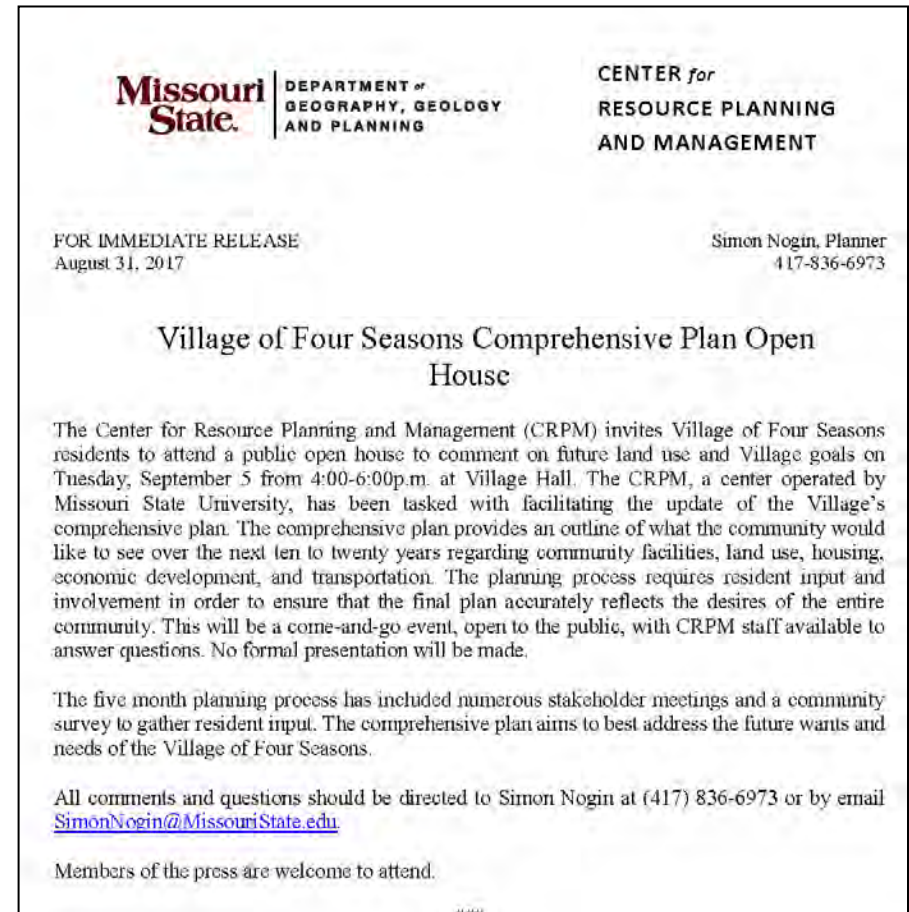 Missouri
State.
DEPARTMENT of
GEOGRAPHY, GEOLOGY
AND PLANNING
CENTER for
RESOURCE PLANNING
AND MANAGEMENT
FOR IMMEDIATE RELEASE
August 31, 2017
Simon Nogin, Planner
417-836-6973
Village of Four Seasons Comprehensive Plan Open
House
The Center for Resource Planning and Management (CRPM) invites Village of Four Seasons
residents to attend a public open house to comment on future land use and Village goals on
Tuesday, September 5 from 4:00-6:00p.m. at Village Hall. The CRPM, a center operated by
Missouri State University, has been tasked with facilitating the update of the Village's
comprehensive plan. The comprehensive plan provides an outline of what the community would
like to see over the next ten to twenty years regarding community facilities, land use, housing,
economic development, and transportation. The planning process requires resident input and
involvement in order to ensure that the final plan accurately reflects the desires of the entire
community. This will be a come-and-go event, open to the public, with CRPM staff available to
answer questions. No formal presentation will be made.
The five month planning process has included numerous stakeholder meetings and a community
survey to gather resident input. The comprehensive plan aims to best address the future wants and
needs of the Village of Four Seasons.
All comments and questions should be directed to Simon Nogin at (417) 836-6973 or by email
SimonNogin@MissouriState.edu.
Members of the press are welcome to attend.